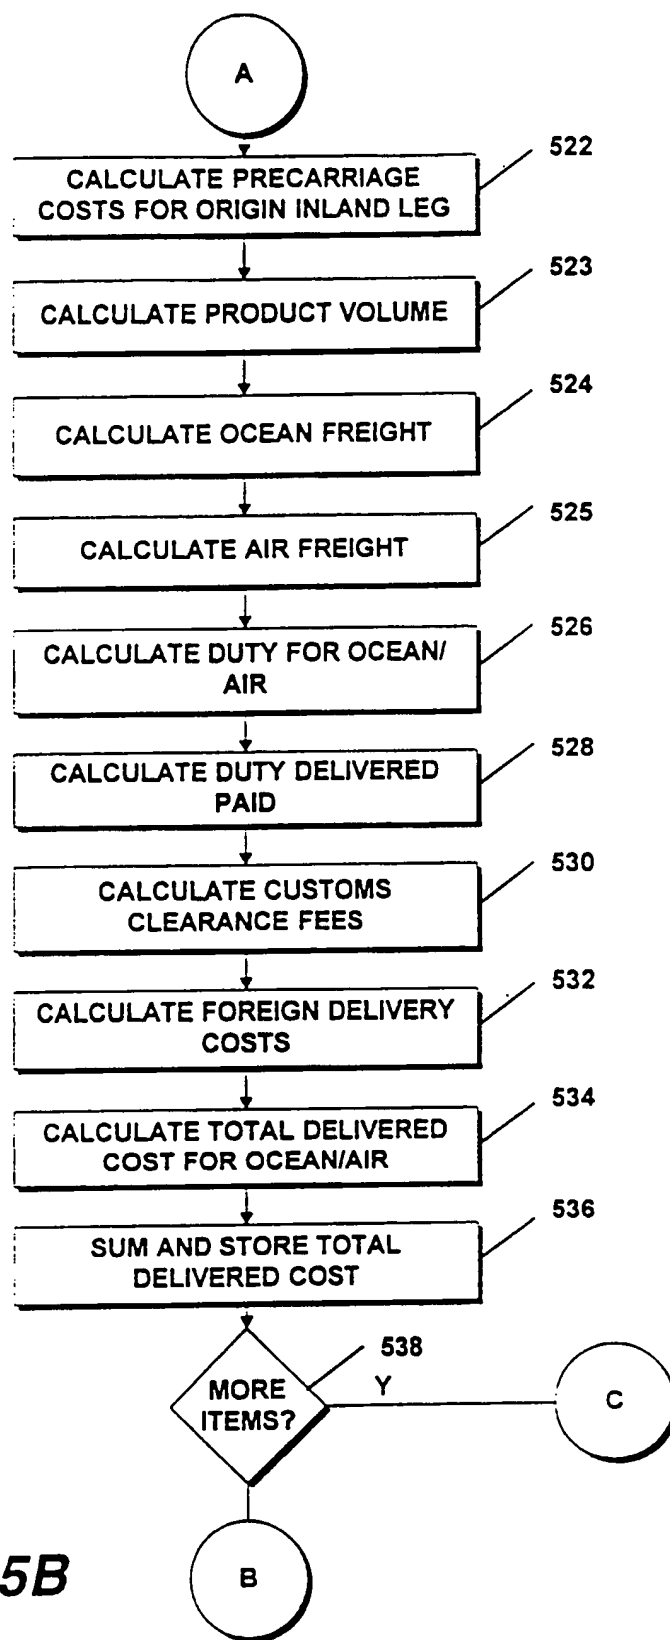 A
522
CALCULATE PRECARRIAGE
COSTS FOR ORIGIN INLAND LEG
523
CALCULATE PRODUCT VOLUME
524
CALCULATE OCEAN FREIGHT
525
CALCULATE AIR FREIGHT
526
CALCULATE DUTY FOR OCEAN/
AIR
528
CALCULATE DUTY DELIVERED
PAID
530
CALCULATE CUSTOMS
CLEARANCE FEES
532
CALCULATE FOREIGN DELIVERY
COSTS
534
CALCULATE TOTAL DELIVERED
COST FOR OCEAN/AIR
536
SUM AND STORE TOTAL
DELIVERED COST
538
MORE
ITEMS?
Y
C
5B
B